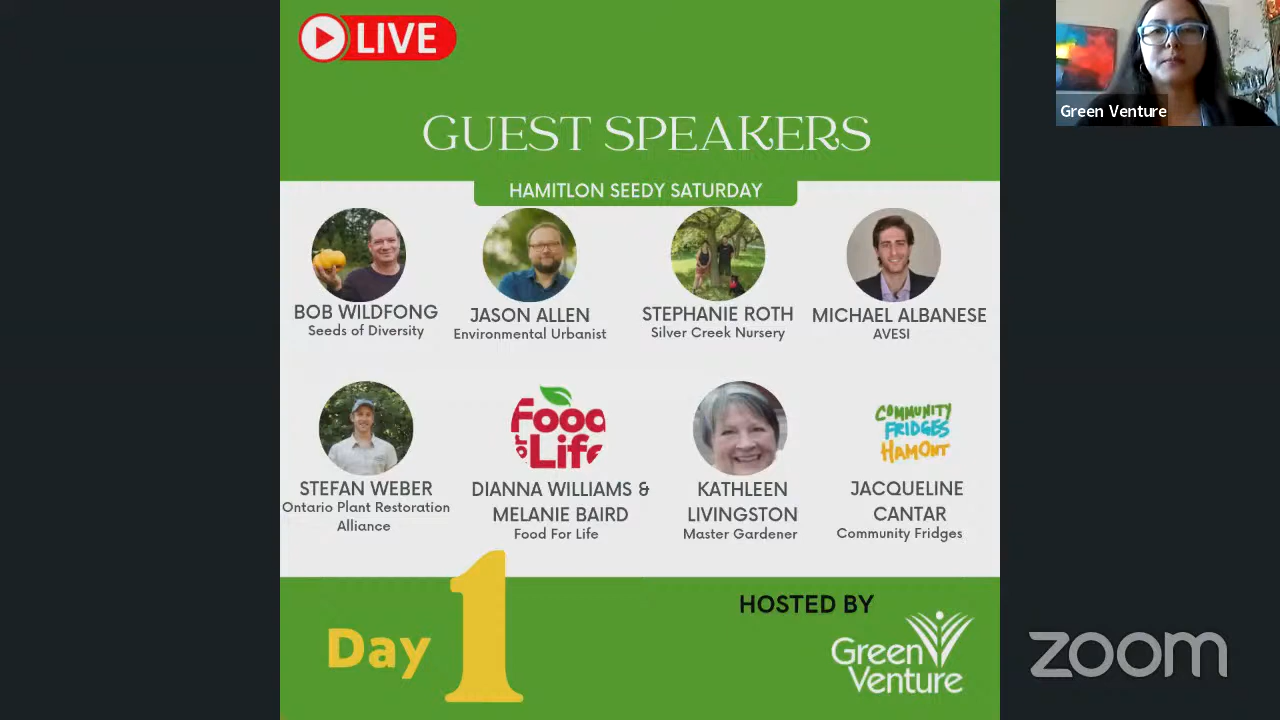 LIVE
Green Venture
GUEST SPEAKERS
HAMITLON SEEDY SATURDAY
BOB WILDFONG
Seeds of Diversity
JASON ALLEN
Environmental Urbanist
STEPHANIE ROTH
Silver Creek Nursery
MICHAEL ALBANESE
AVESI
STEFAN WEBER
Ontario Plant Restoration
Alliance
Food
for
Life
DIANNA WILLIAMS &
MELANIE BAIRD
Food For Life
KATHLEEN
LIVINGSTON
Master Gardener
COMMUNITY
FRIDGES
HAMONT
JACQUELINE
CANTAR
Community Fridges
Day 1
HOSTED BY
Green
Venture
zoom